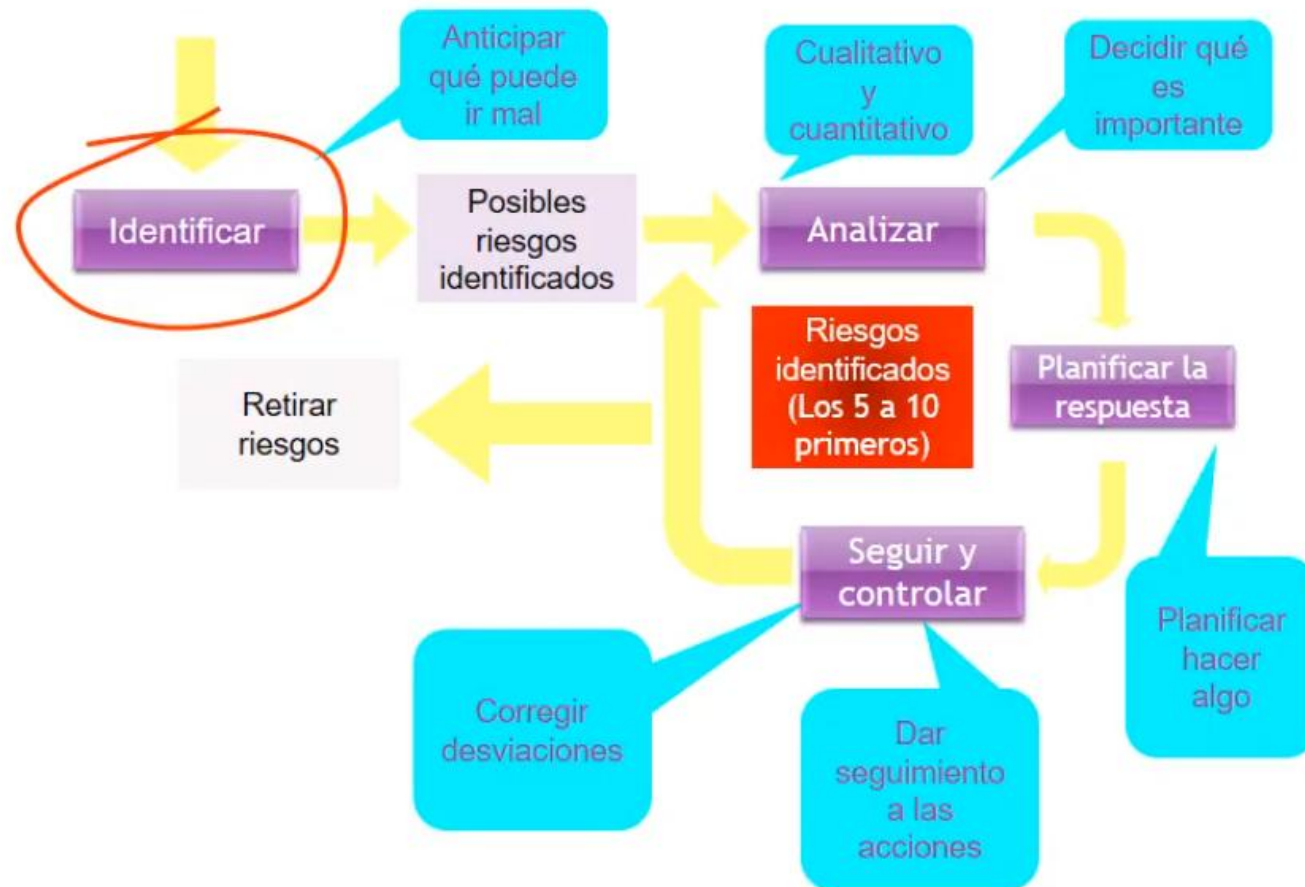 Anticipar
qué puede
ir mal
Cualitativo
y
cuantitativo
Decidir qué
es
importante
Identificar
Posibles
riesgos
identificados
Analizar
Retirar
riesgos
Riesgos
identificados
(Los 5 a 10
primeros)
Planificar la
respuesta
Seguir y
controlar
Planificar
hacer
algo
Corregir
desviaciones
Dar
seguimiento
a las
acciones